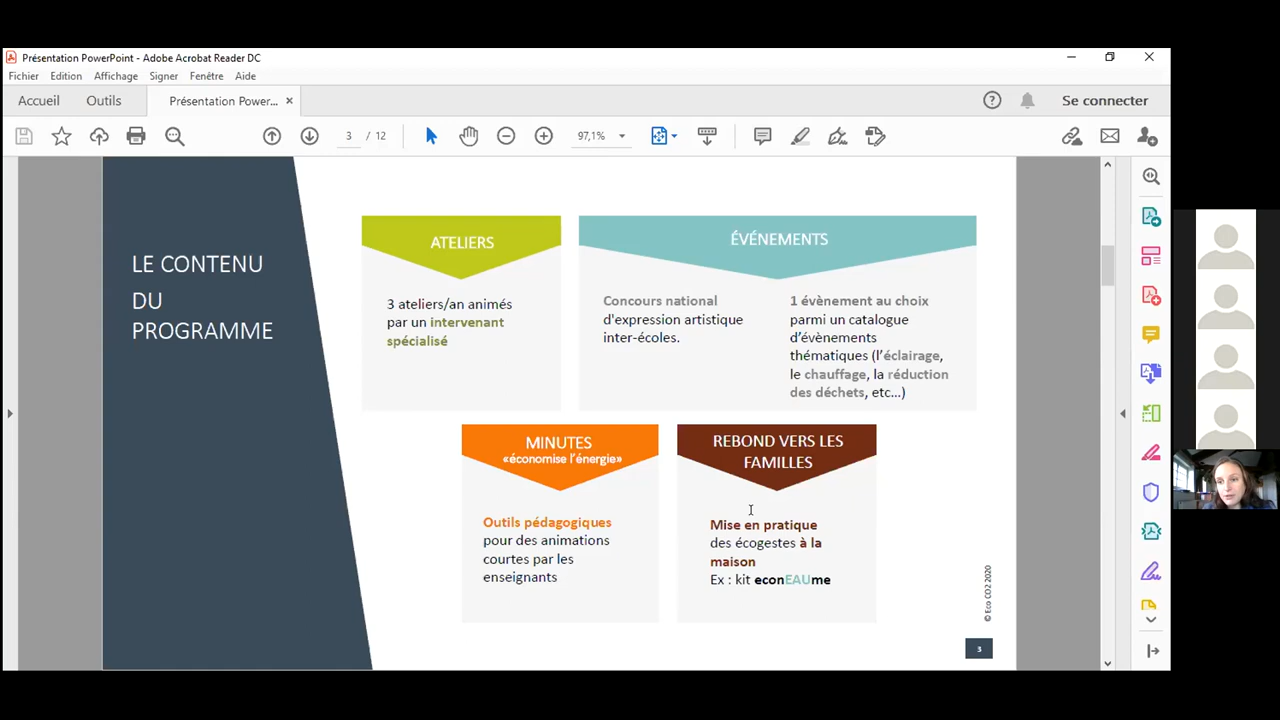 Présentation PowerPoint - Adobe Acrobat Reader DC
Fichier Edition Affichage Signer Fenêtre Aide
Accueil Outils Présentation Power... × Se connecter
3 / 12 97,1%
LE CONTENU
DU
PROGRAMME
ATELIERS
3 ateliers/an animés
par un intervenant
spécialisé
ÉVÉNEMENTS
Concours national
d'expression artistique
inter-écoles.
1 évènement au choix
parmi un catalogue
d'évènements
thématiques (l'éclairage,
le chauffage, la réduction
des déchets, etc...)
MINUTES
«économise l'énergie»
Outils pédagogiques
pour des animations
courtes par les
enseignants
REBOND VERS LES
FAMILLES
Mise en pratique
des écogestes à la
maison
Ex : kit econEAUme
© Eco CO2 2020
3